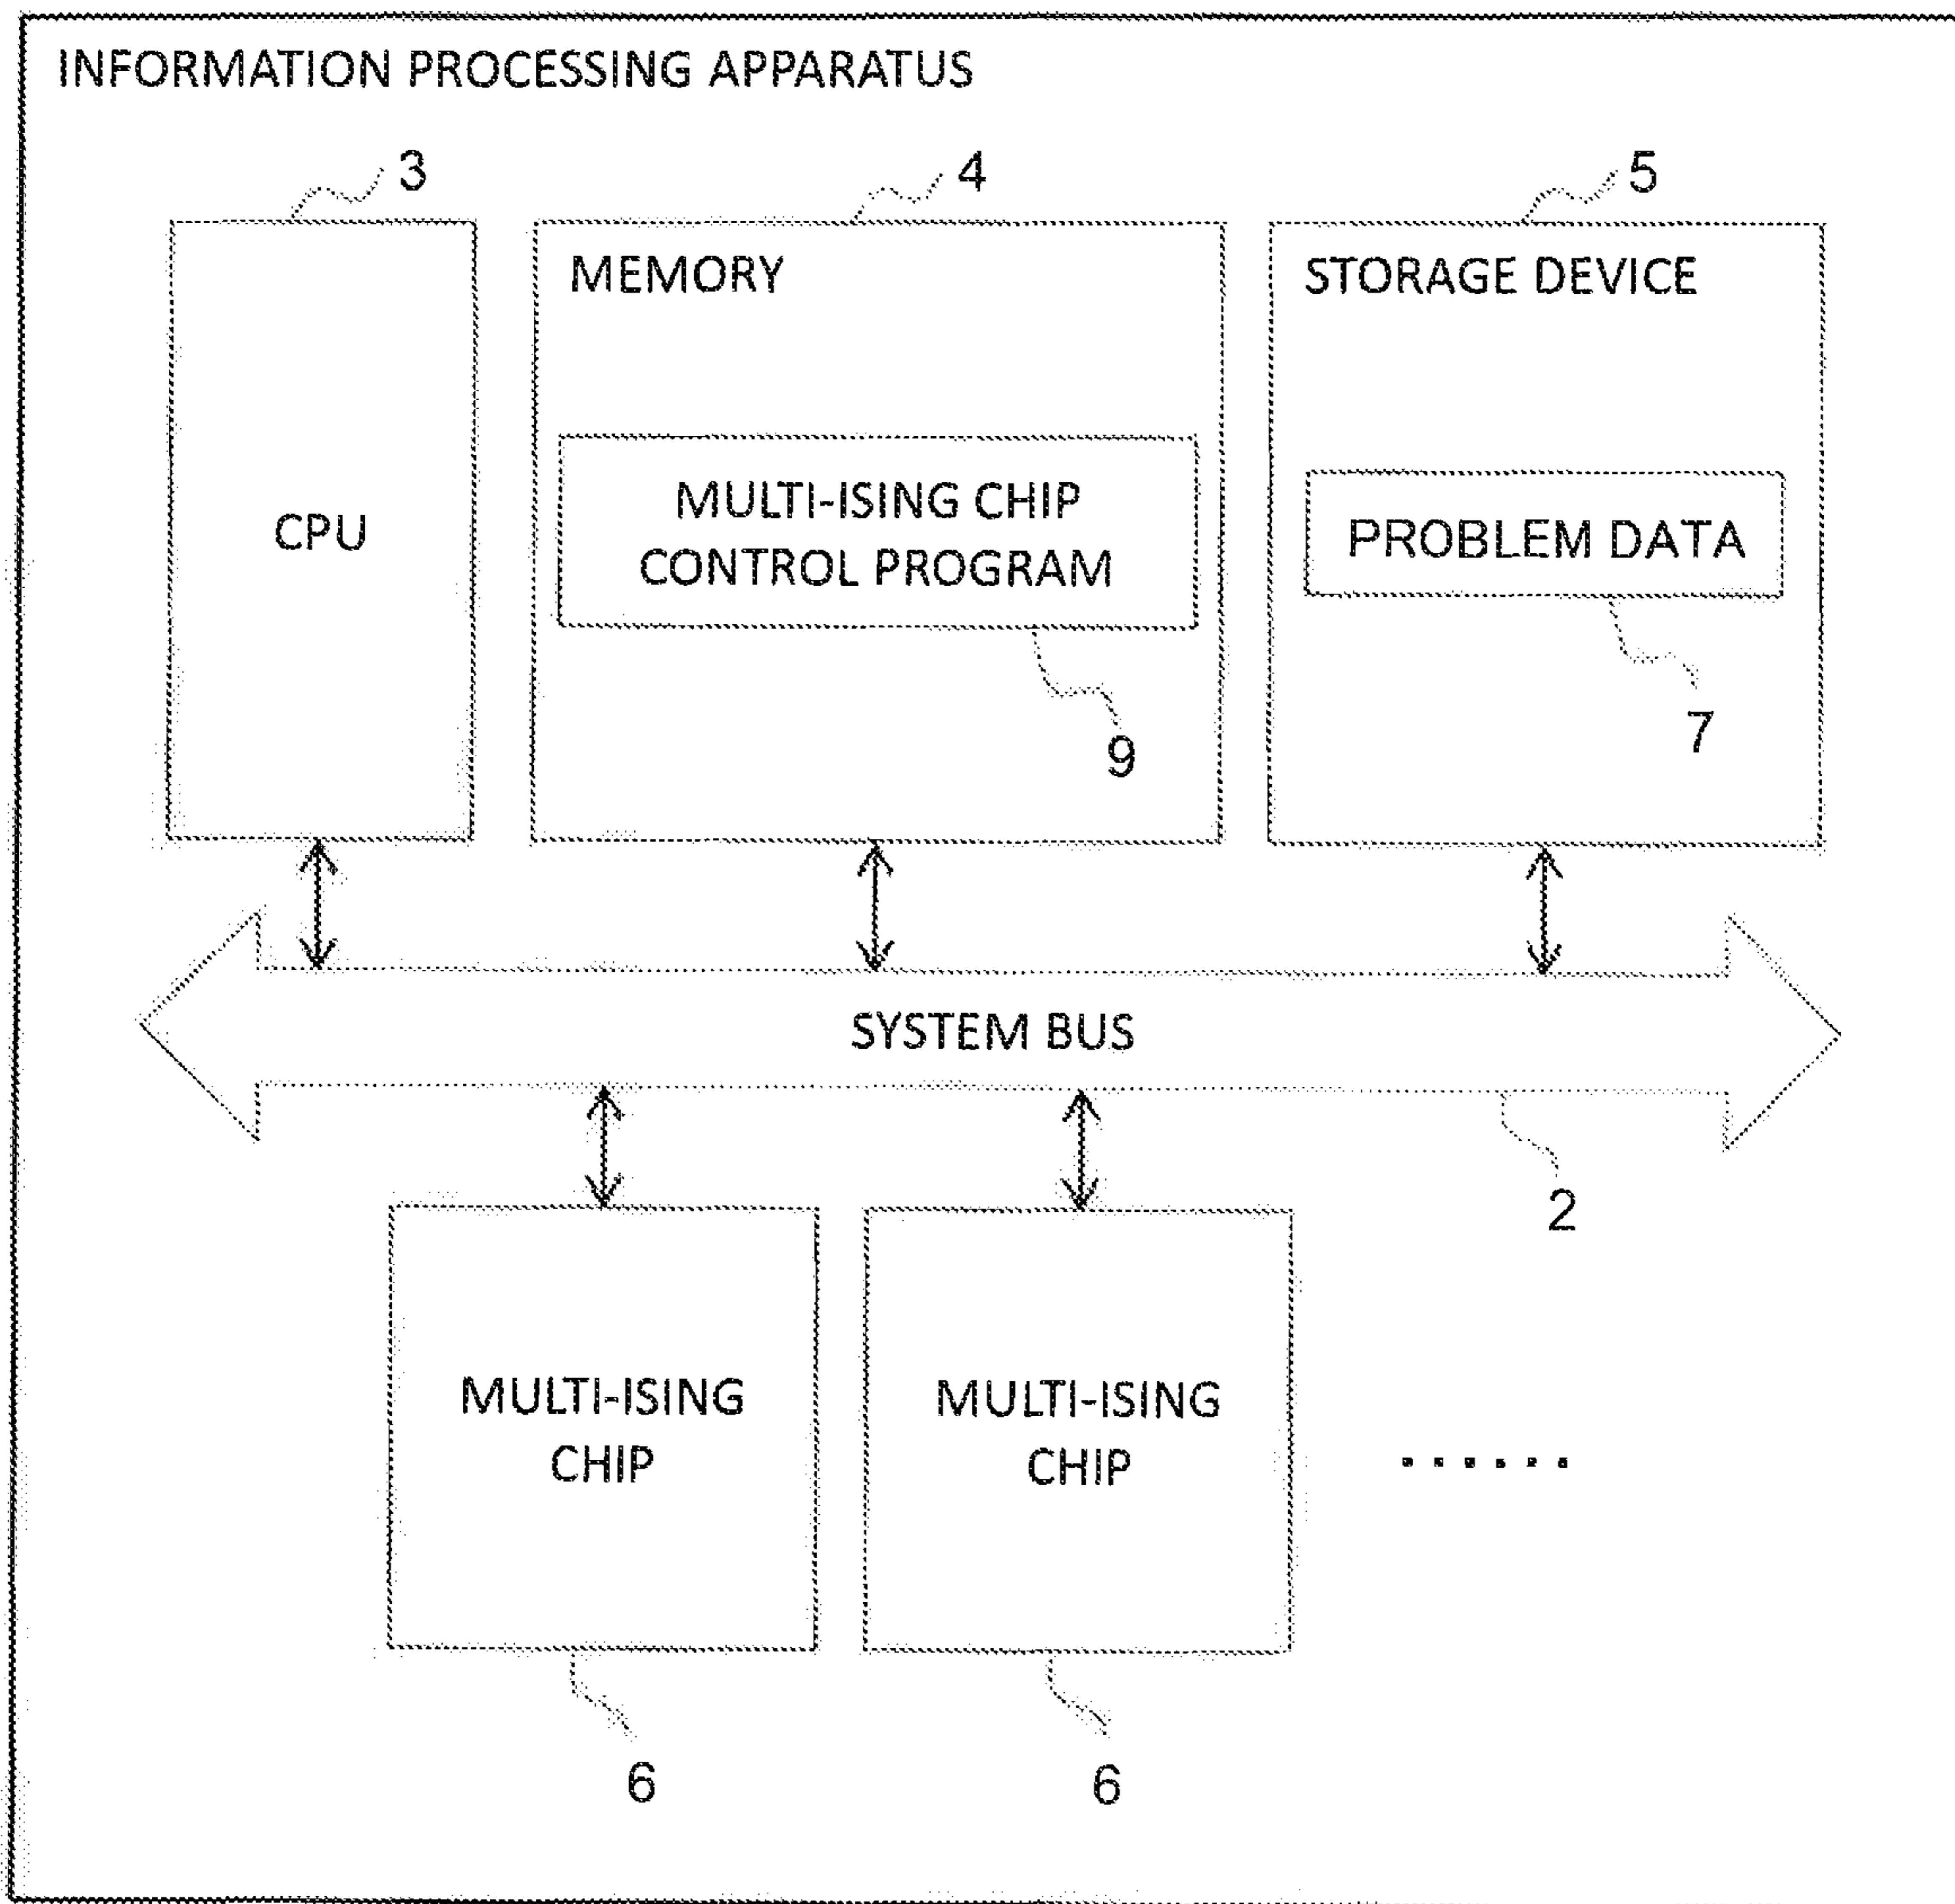 INFORMATION PROCESSING APPARATUS
3
4
5
MEMORY
STORAGE DEVICE
CPU
MULTI-ISING CHIP
CONTROL PROGRAM
PROBLEM DATA
9
7
SYSTEM BUS
2
MULTI-ISING
CHIP
MULTI-ISING
CHIP
......
6
6